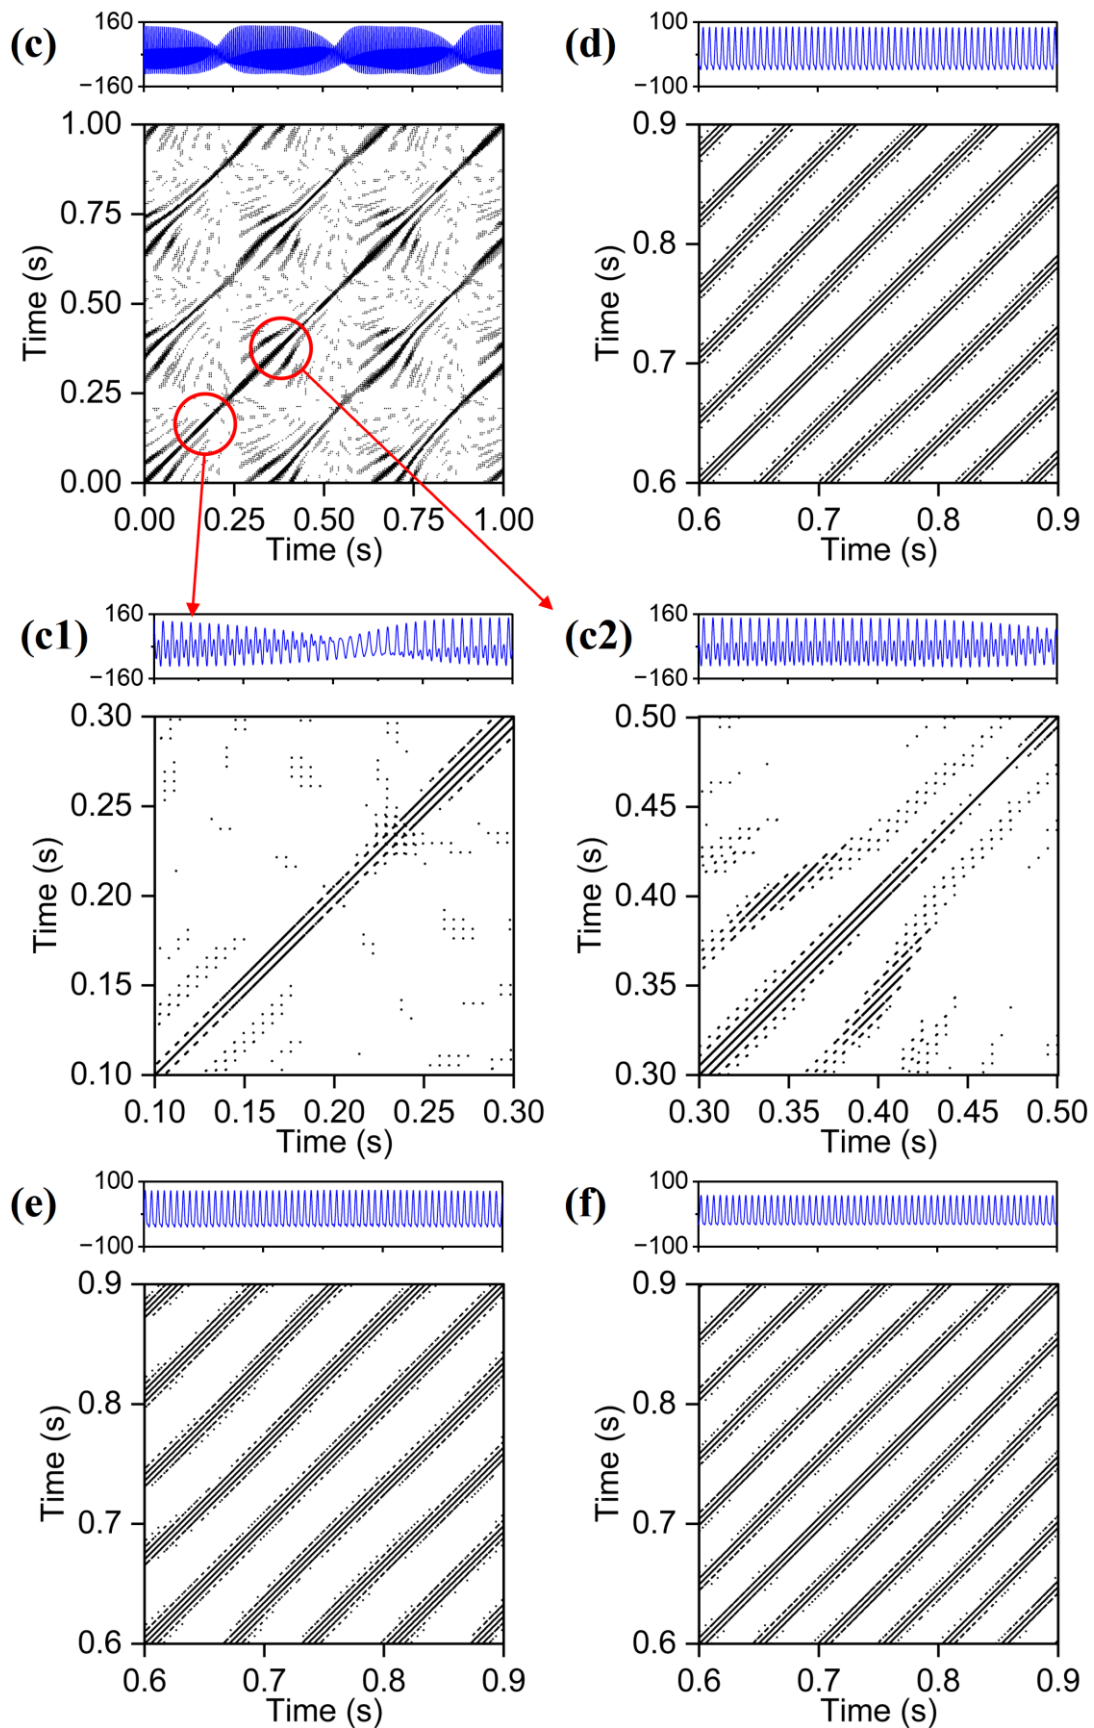 (c)
160
−160
1.00
0.75
0.50
0.25
0.00
Time (s)
0.00 0.25 0.50 0.75 1.00
Time (s)
(d)
100
−100
0.9
0.8
0.7
0.6
Time (s)
0.6 0.7 0.8 0.9
Time (s)
(c1)
160
−160
0.30
0.25
0.20
0.15
0.10
Time (s)
0.10 0.15 0.20 0.25 0.30
Time (s)
(c2)
160
−160
0.50
0.45
0.40
0.35
0.30
Time (s)
0.30 0.35 0.40 0.45 0.50
Time (s)
(e)
100
−100
0.9
0.8
0.7
0.6
Time (s)
0.6 0.7 0.8 0.9
Time (s)
(f)
100
−100
0.9
0.8
0.7
0.6
Time (s)
0.6 0.7 0.8 0.9
Time (s)